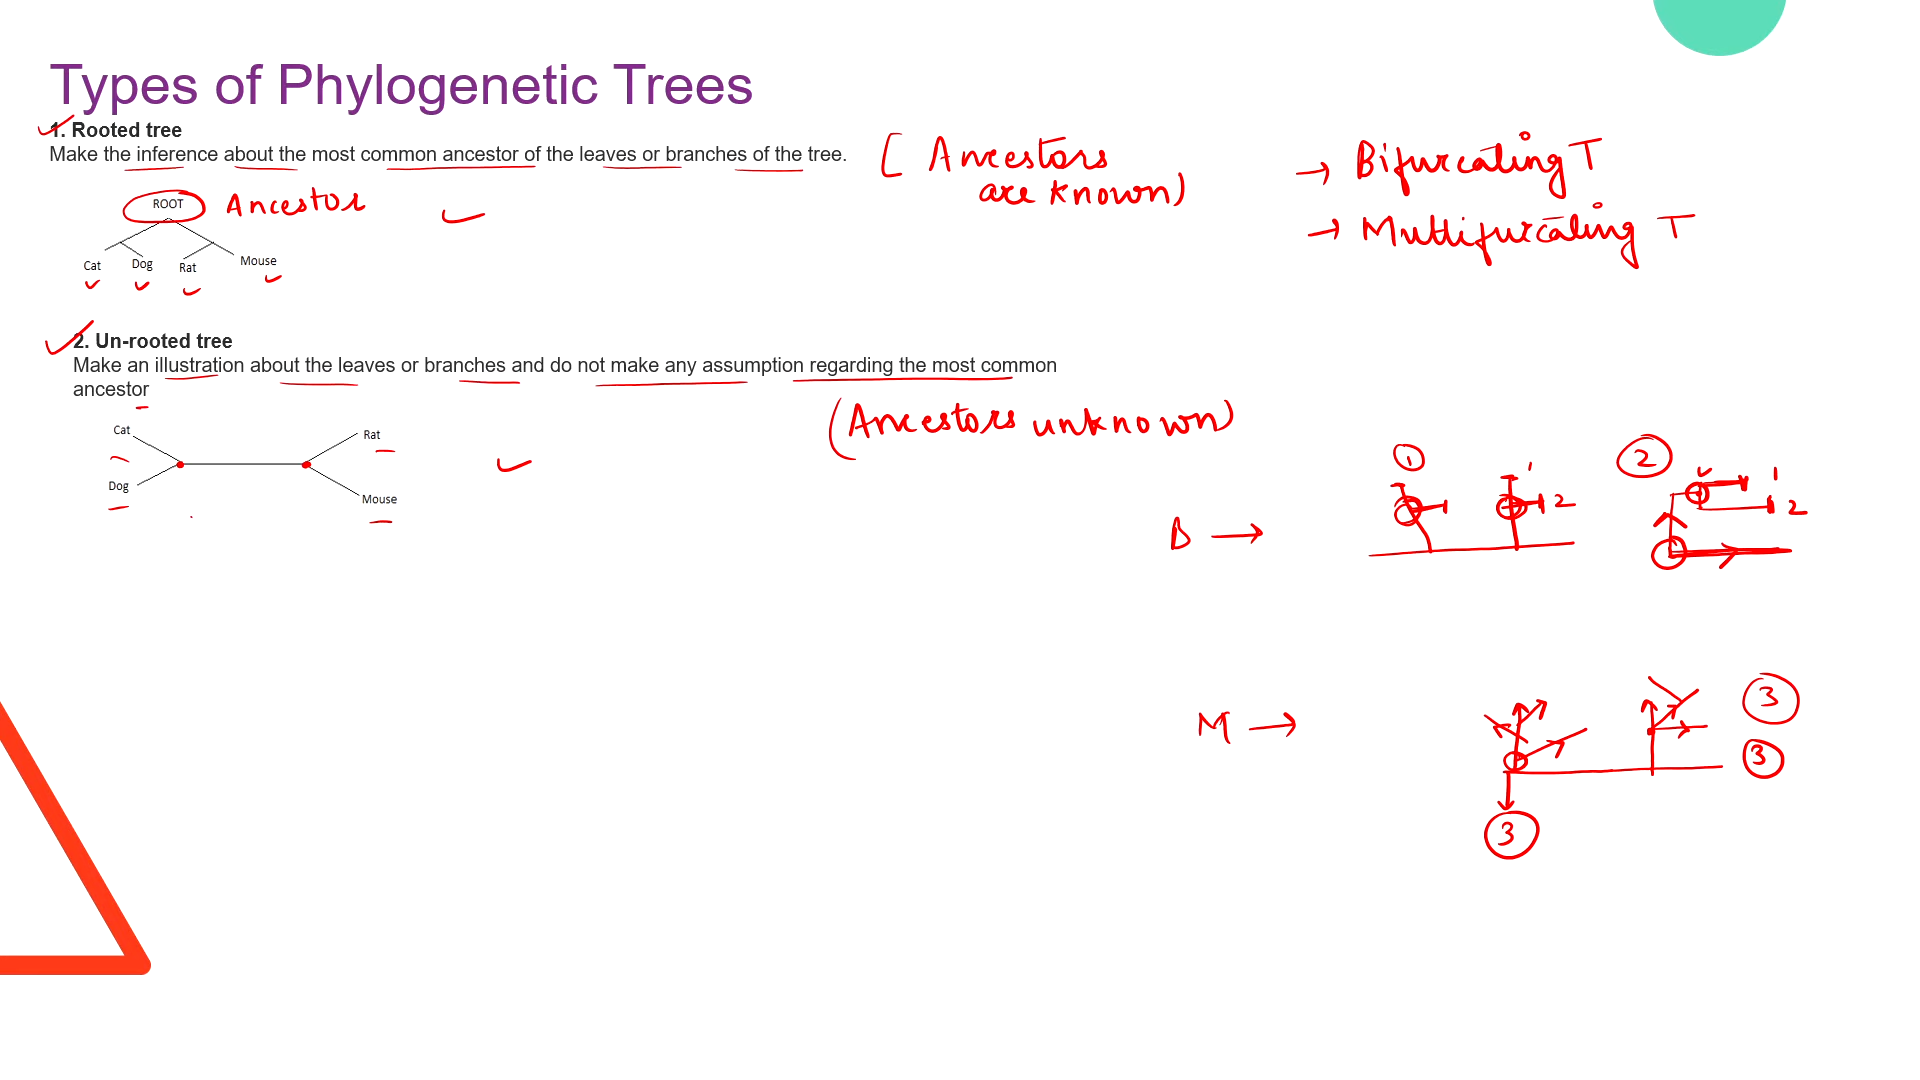 Types of Phylogenetic Trees
1. Rooted tree
Make the inference about the most common ancestor of the leaves or branches of the tree.
[ Ancestors
are known)
→ Bifurcating T
→ Multifurcating T
ROOT
Ancestor
Cat Dog Rat Mouse
2. Un-rooted tree
Make an illustration about the leaves or branches and do not make any assumption regarding the most common
ancestor
(Ancestors unknown)
Cat
Rat
Dog
Mouse
B →
1
1
2
2
1
2
M →
3
3
3